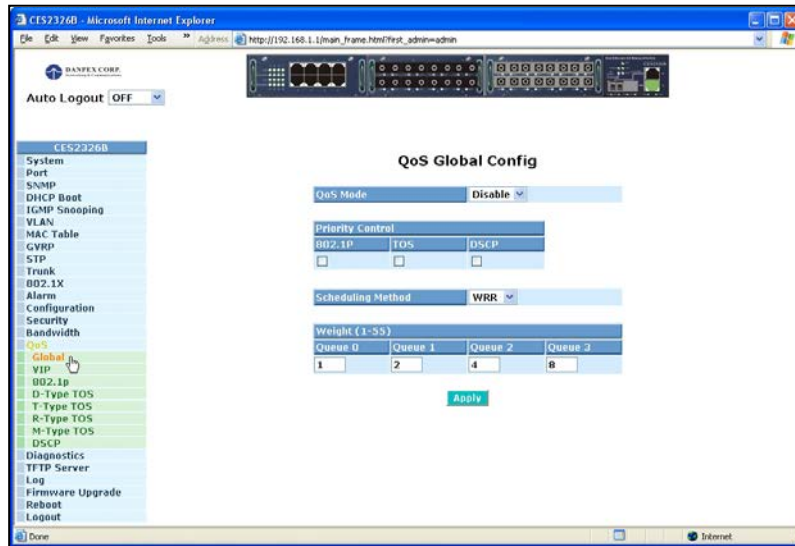 CES2326B - Microsoft Internet Explorer
File Edit View Favorites Tools » Address http://192.168.1.1/main_frame.html?first_admin=admin
DANPEX CORP.
Auto Logout OFF
CES2326B
System
Port
SNMP
DHCP Boot
IGMP Snooping
VLAN
MAC Table
GVRP
STP
Trunk
802.1X
Alarm
Configuration
Security
Bandwidth
QoS
Global
VIP
802.1p
D-Type TOS
T-Type TOS
R-Type TOS
M-Type TOS
DSCP
Diagnostics
TFTP Server
Log
Firmware Upgrade
Reboot
Logout
QoS Global Config
QoS Mode Disable
Priority Control
802.1P TOS DSCP
Scheduling Method WRR
Weight (1-55)
Queue 0 Queue 1 Queue 2 Queue 3
1 2 4 8
Apply
Done Internet